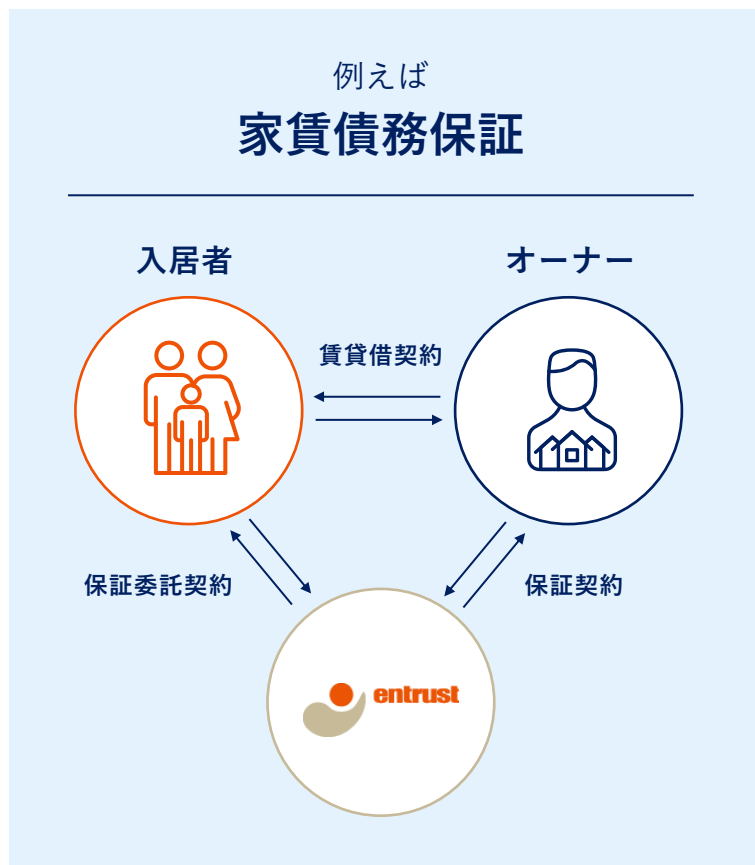 例えば
家賃債務保証
入居者
オーナー
賃貸借契約
保証委託契約
保証契約
entrust